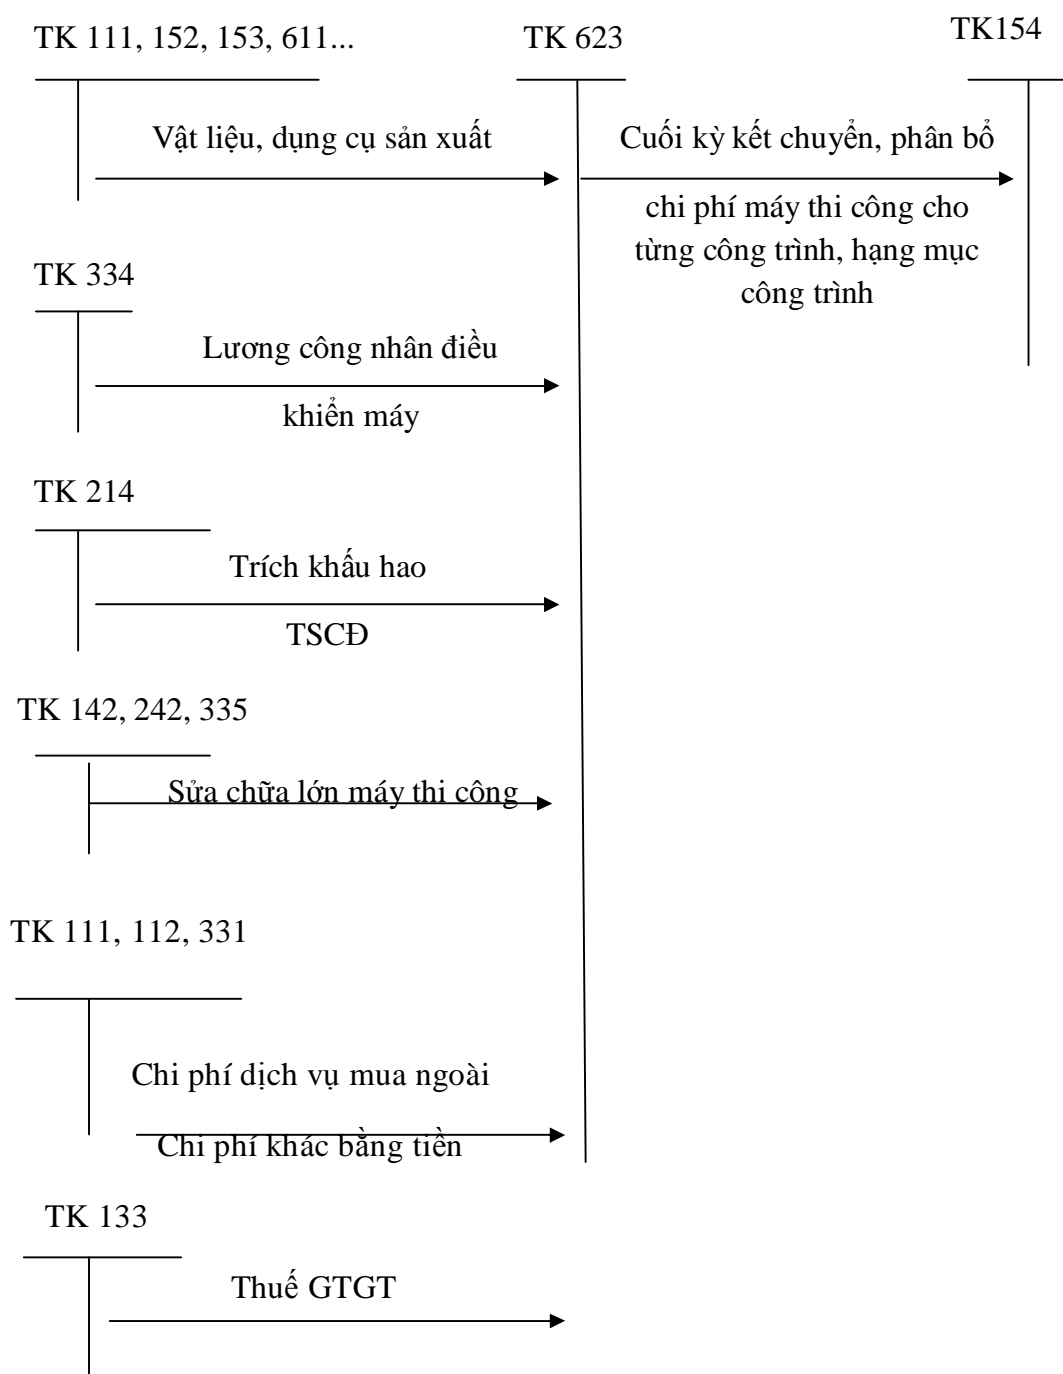 TK 111, 152, 153, 611...
TK 623
TK154
Vật liệu, dụng cụ sản xuất
Cuối kỳ kết chuyển, phân bổ
chi phí máy thi công cho
từng công trình, hạng mục
công trình
TK 334
Lương công nhân điều
khiển máy
TK 214
Trích khấu hao
TSCĐ
TK 142, 242, 335
Sửa chữa lớn máy thi công
TK 111, 112, 331
Chi phí dịch vụ mua ngoài
Chi phí khác bằng tiền
TK 133
Thuế GTGT